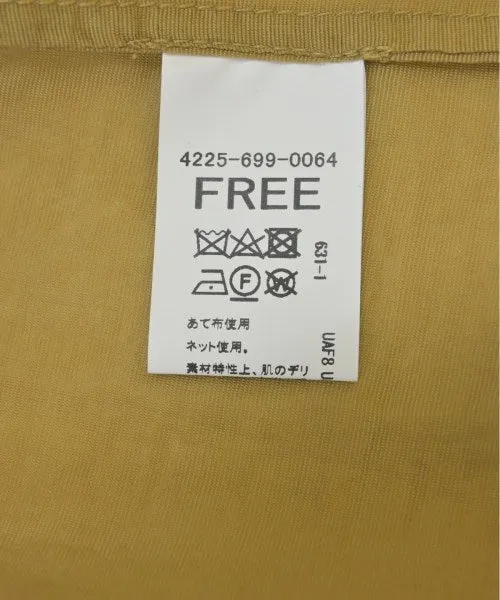 4225-699-0064
FREE
F
W
あて布使用
ネット使用。
素材特性上、肌のデリ
631-1
UAF8 U